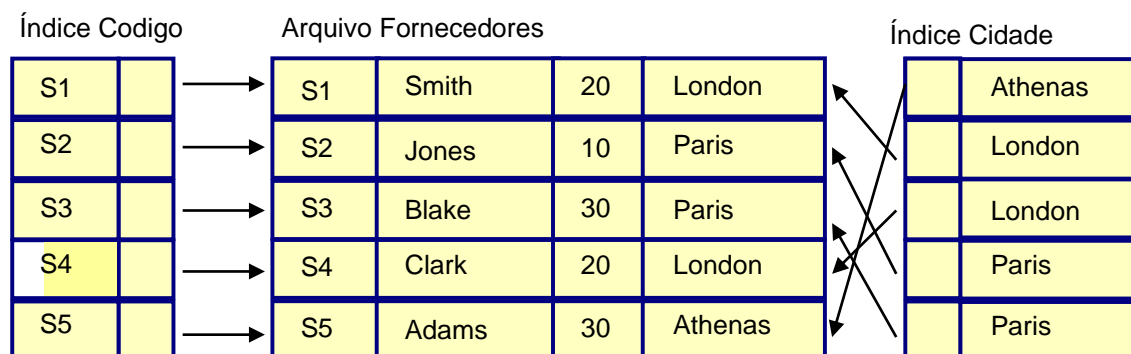 Índice Codigo Arquivo Fornecedores Índice Cidade
S1 S1 Smith 20 London Athenas
S2 S2 Jones 10 Paris London
S3 S3 Blake 30 Paris London
S4 S4 Clark 20 London Paris
S5 S5 Adams 30 Athenas Paris